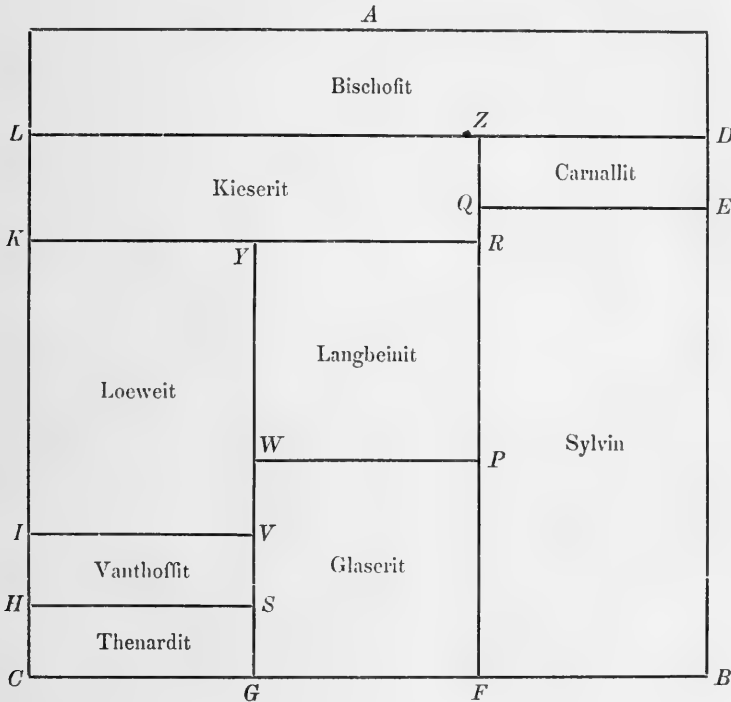 A
Bischofit
L Z D
Carnallit
Kieserit
Q E
K Y R
Langbeinit
Loeweit
W P Sylvin
I V
Vanthoffit Glaserit
H S
Thenardit
C G F B